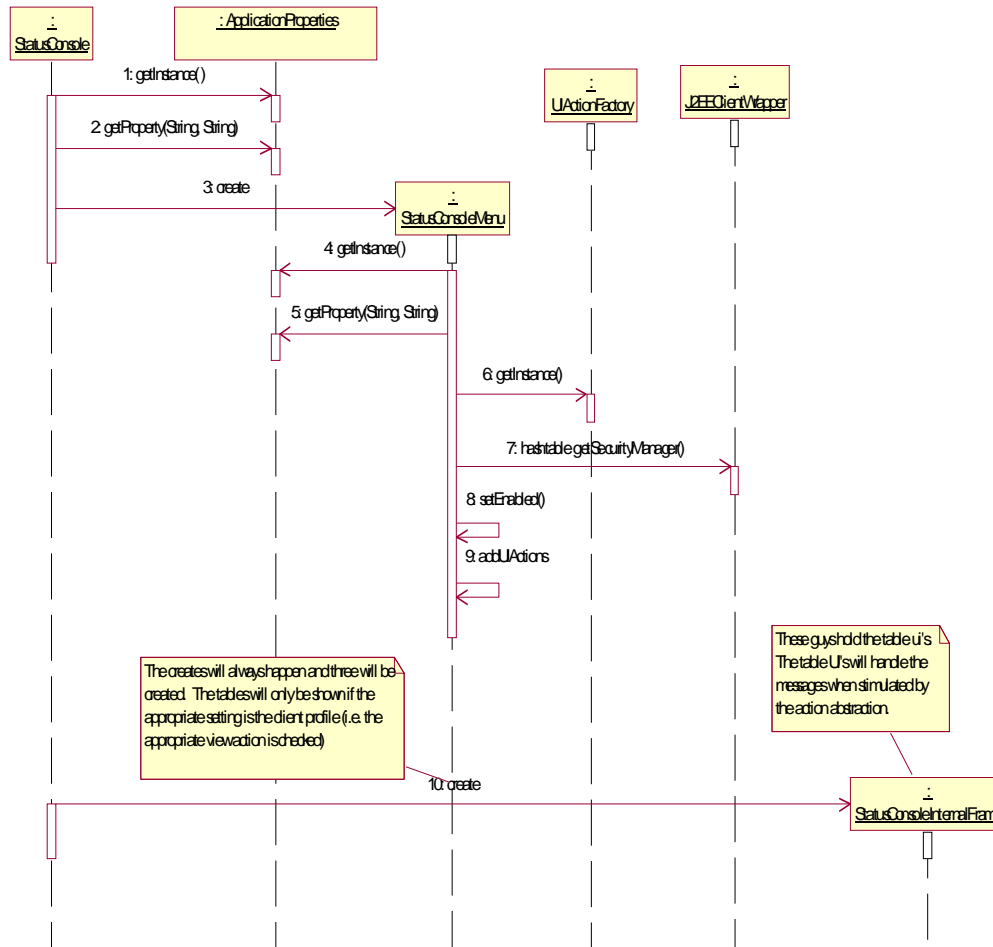 :
StatusConsole
: ApplicationProperties
1: getInstance( )
:
UIActionFactory
:
J2EEClientWrapper
2: getProperty(String, String)
3: create
:
StatusConsoleMenu
4: getInstance( )
5: getProperty(String, String)
6: getInstance()
7: hashtable getSecurityManager()
8: setEnabled()
9: addUIActions
The creates will always happen and three will be
created. The tables will only be shown if the
appropriate setting is the client profile (i.e. the
appropriate view action is checked)
These guys hold the table ui's.
The table UI's will handle the
messages when stimulated by
the action abstraction.
10: create
:
StatusConsoleInternalFram